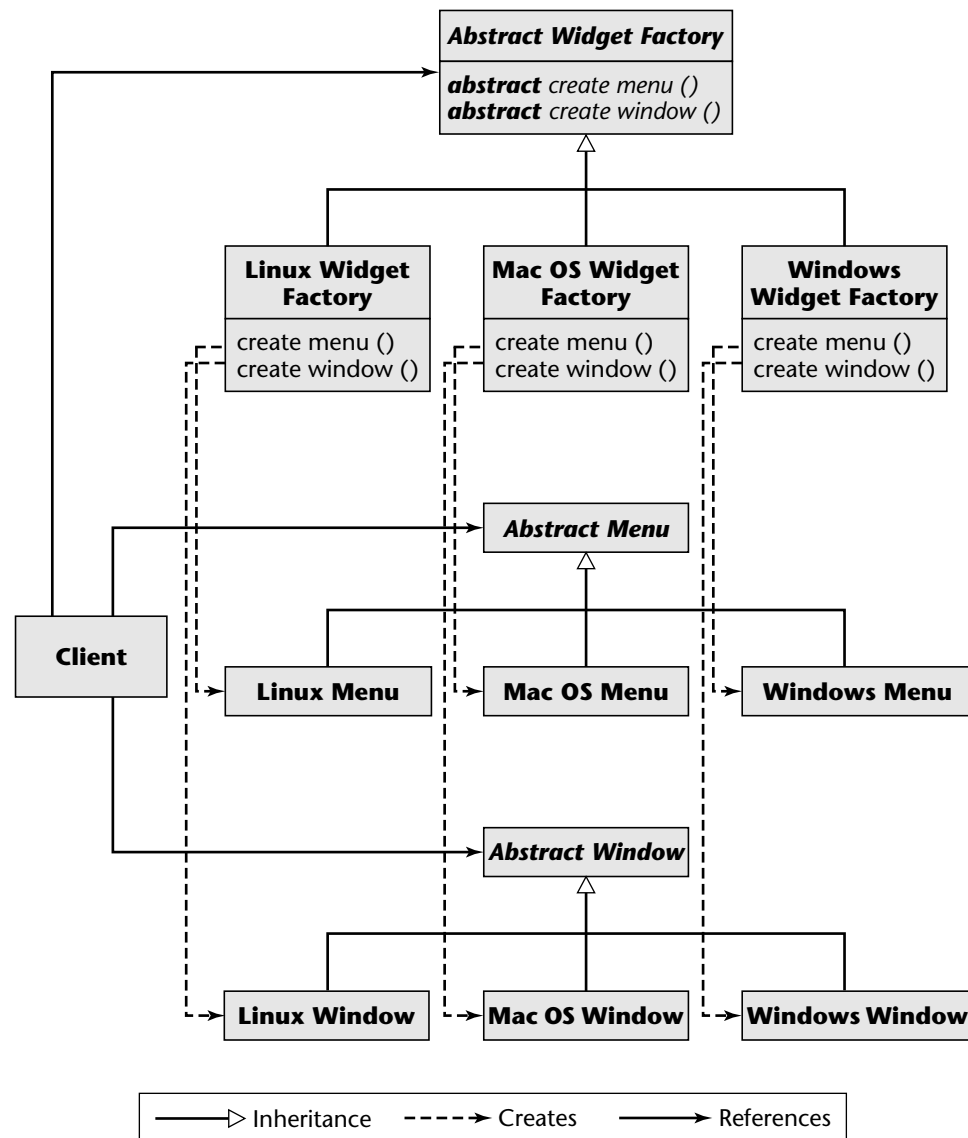 Abstract Widget Factory
abstract create menu ()
abstract create window ()
Linux Widget
Factory
create menu ()
create window ()
Mac OS Widget
Factory
create menu ()
create window ()
Windows
Widget Factory
create menu ()
create window ()
Abstract Menu
Client
Linux Menu
Mac OS Menu
Windows Menu
Abstract Window
Linux Window
Mac OS Window
Windows Window
Inheritance
Creates
References